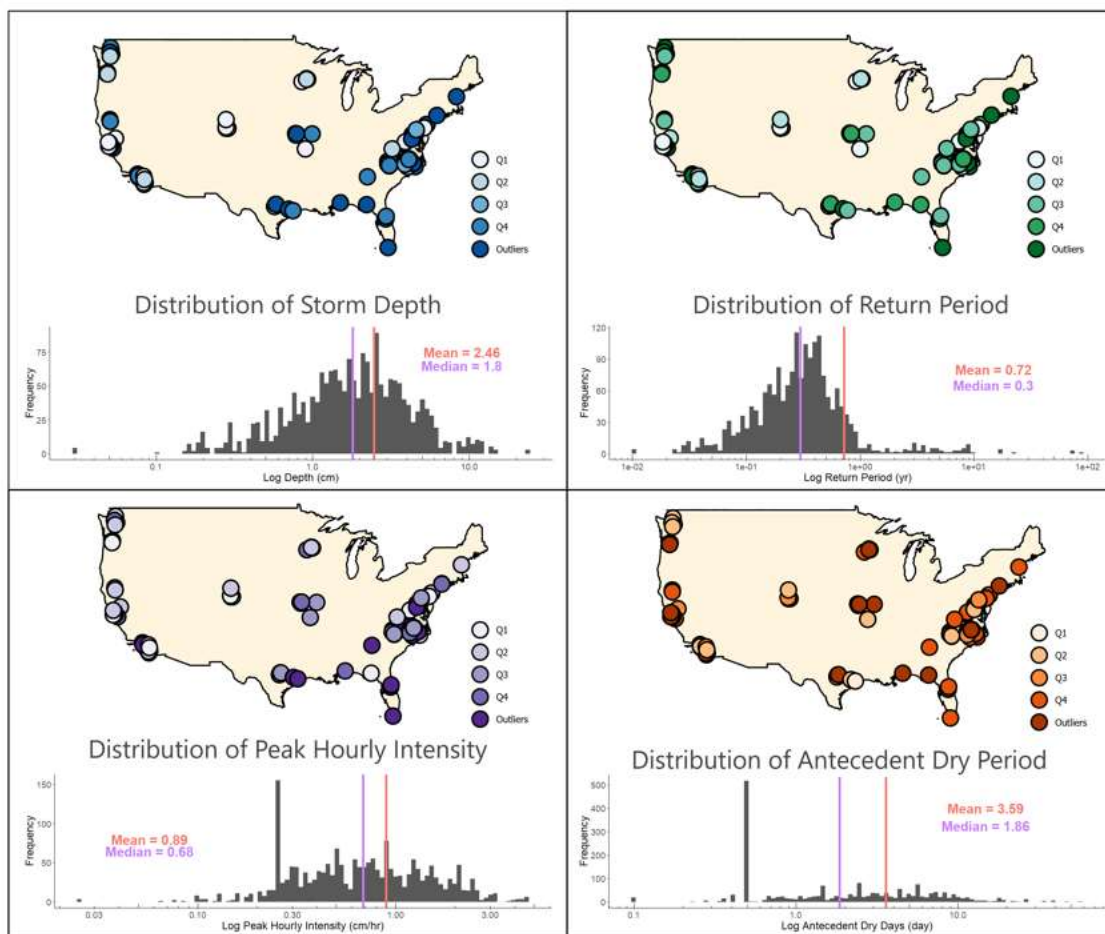 Q1
Q2
Q3
Q4
Outliers
Distribution of Storm Depth
Mean = 2.46
Median = 1.8
Frequency
75
50
25
0
0.1
1.0
10.0
Log Depth (cm)
Q1
Q2
Q3
Q4
Outliers
Distribution of Return Period
Mean = 0.72
Median = 0.3
Frequency
120
90
60
30
0
1e-02
1e-01
1e+00
1e+01
1e+02
Log Return Period (yr)
Q1
Q2
Q3
Q4
Outliers
Distribution of Peak Hourly Intensity
Mean = 0.89
Median = 0.68
Frequency
150
100
50
0
0.03
0.10
0.30
1.00
3.00
Log Peak Hourly Intensity (cm/hr)
Q1
Q2
Q3
Q4
Outliers
Distribution of Antecedent Dry Period
Mean = 3.59
Median = 1.86
Frequency
500
400
300
200
100
0
0.1
1.0
10.0
Log Antecedent Dry Days (day)